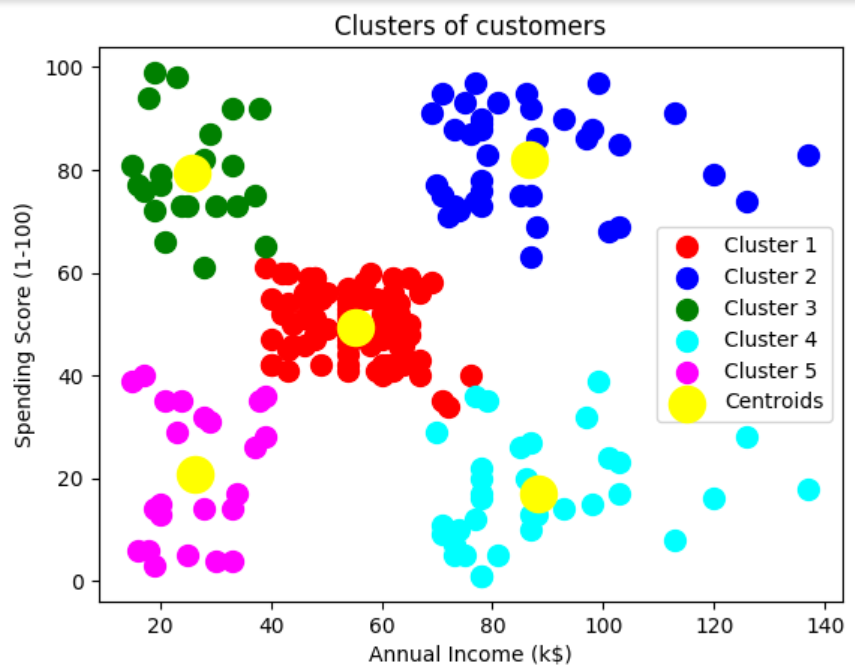 Clusters of customers
Spending Score (1-100)
100
80
60
40
20
0
Cluster 1
Cluster 2
Cluster 3
Cluster 4
Cluster 5
Centroids
20 40 60 80 100 120 140
Annual Income (k$)